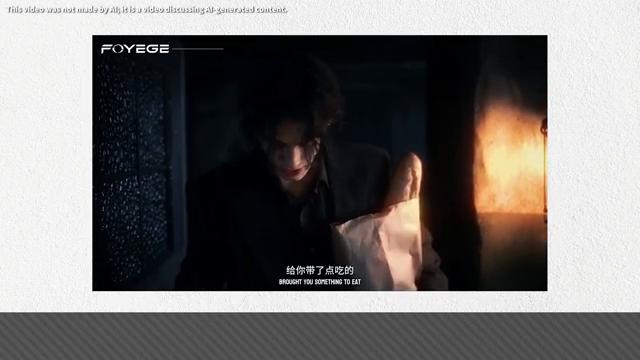 This video was not made by AI; it is a video discussing AI-generated content.
FOYEGE
给你带了点吃的
BROUGHT YOU SOMETHING TO EAT